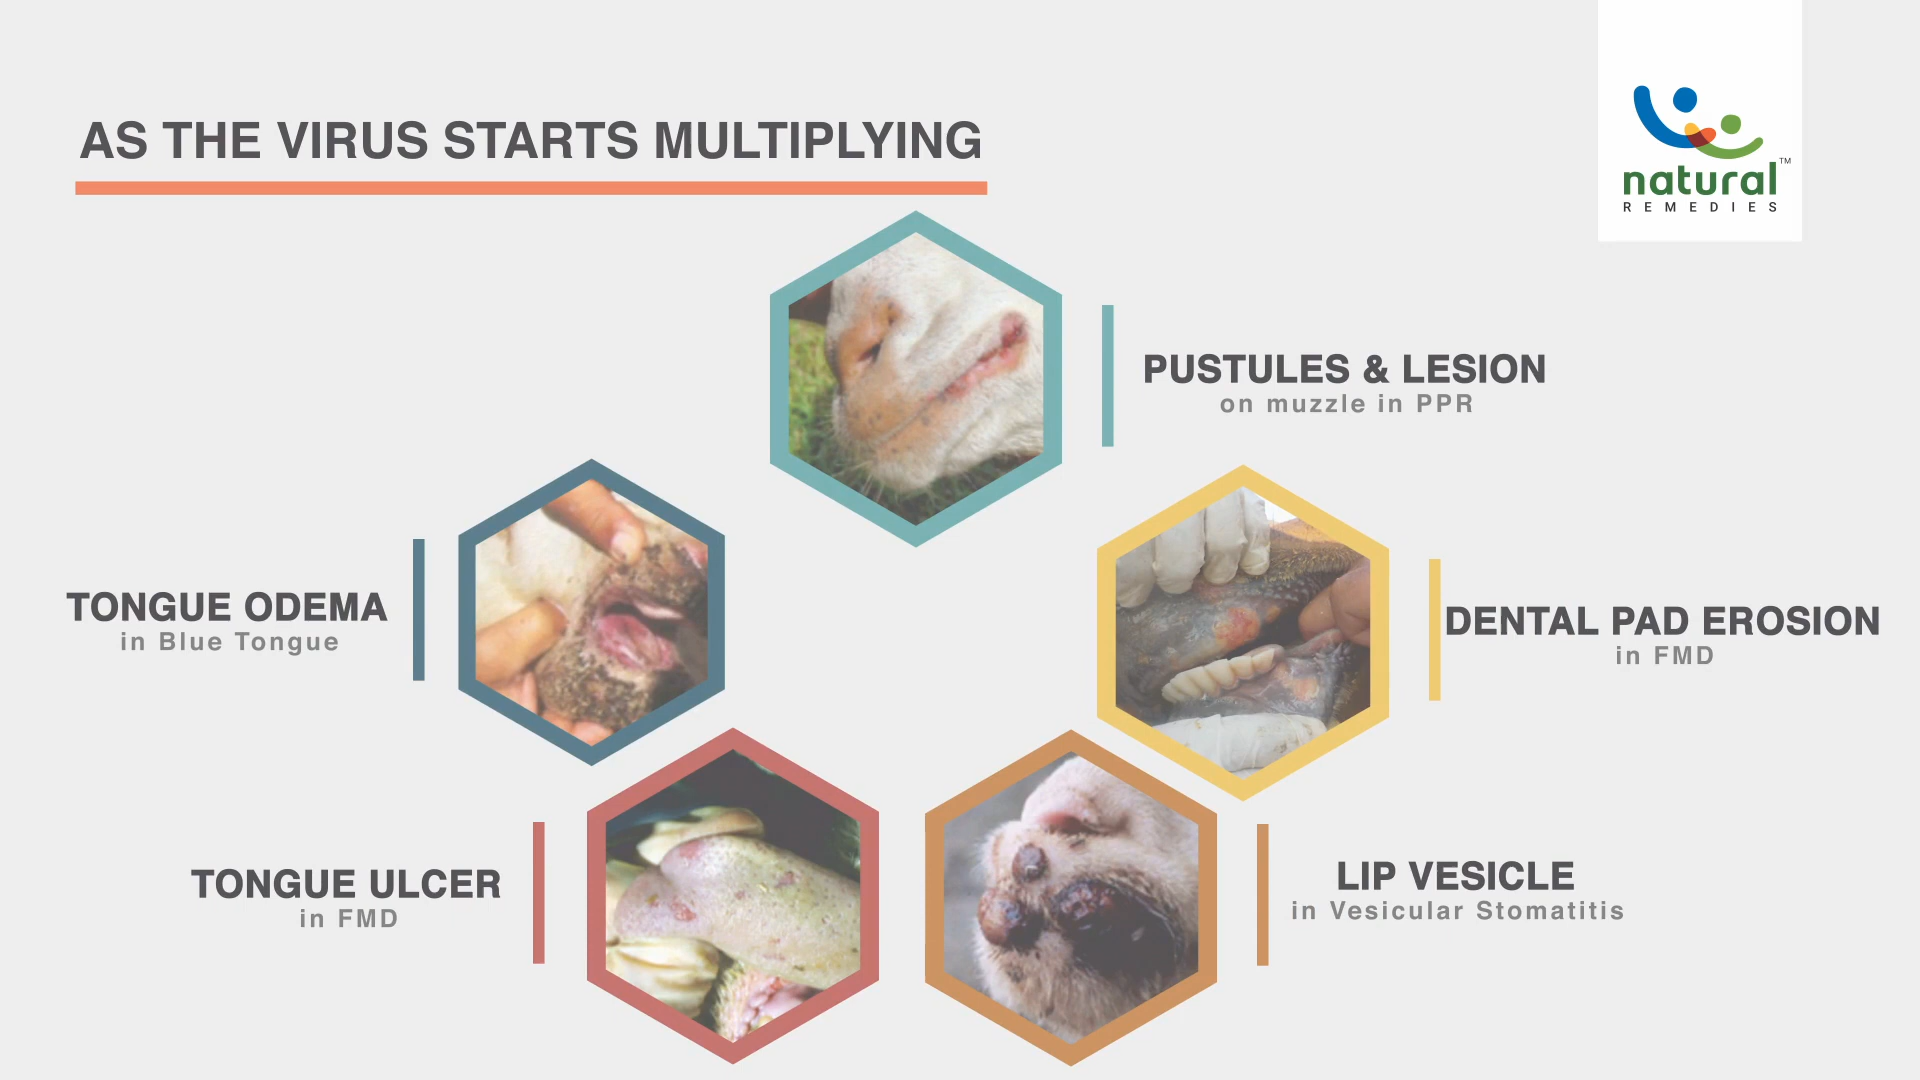 AS THE VIRUS STARTS MULTIPLYING
natural™
REMEDIES
PUSTULES & LESION
on muzzle in PPR
TONGUE ODEMA
in Blue Tongue
DENTAL PAD EROSION
in FMD
TONGUE ULCER
in FMD
LIP VESICLE
in Vesicular Stomatitis